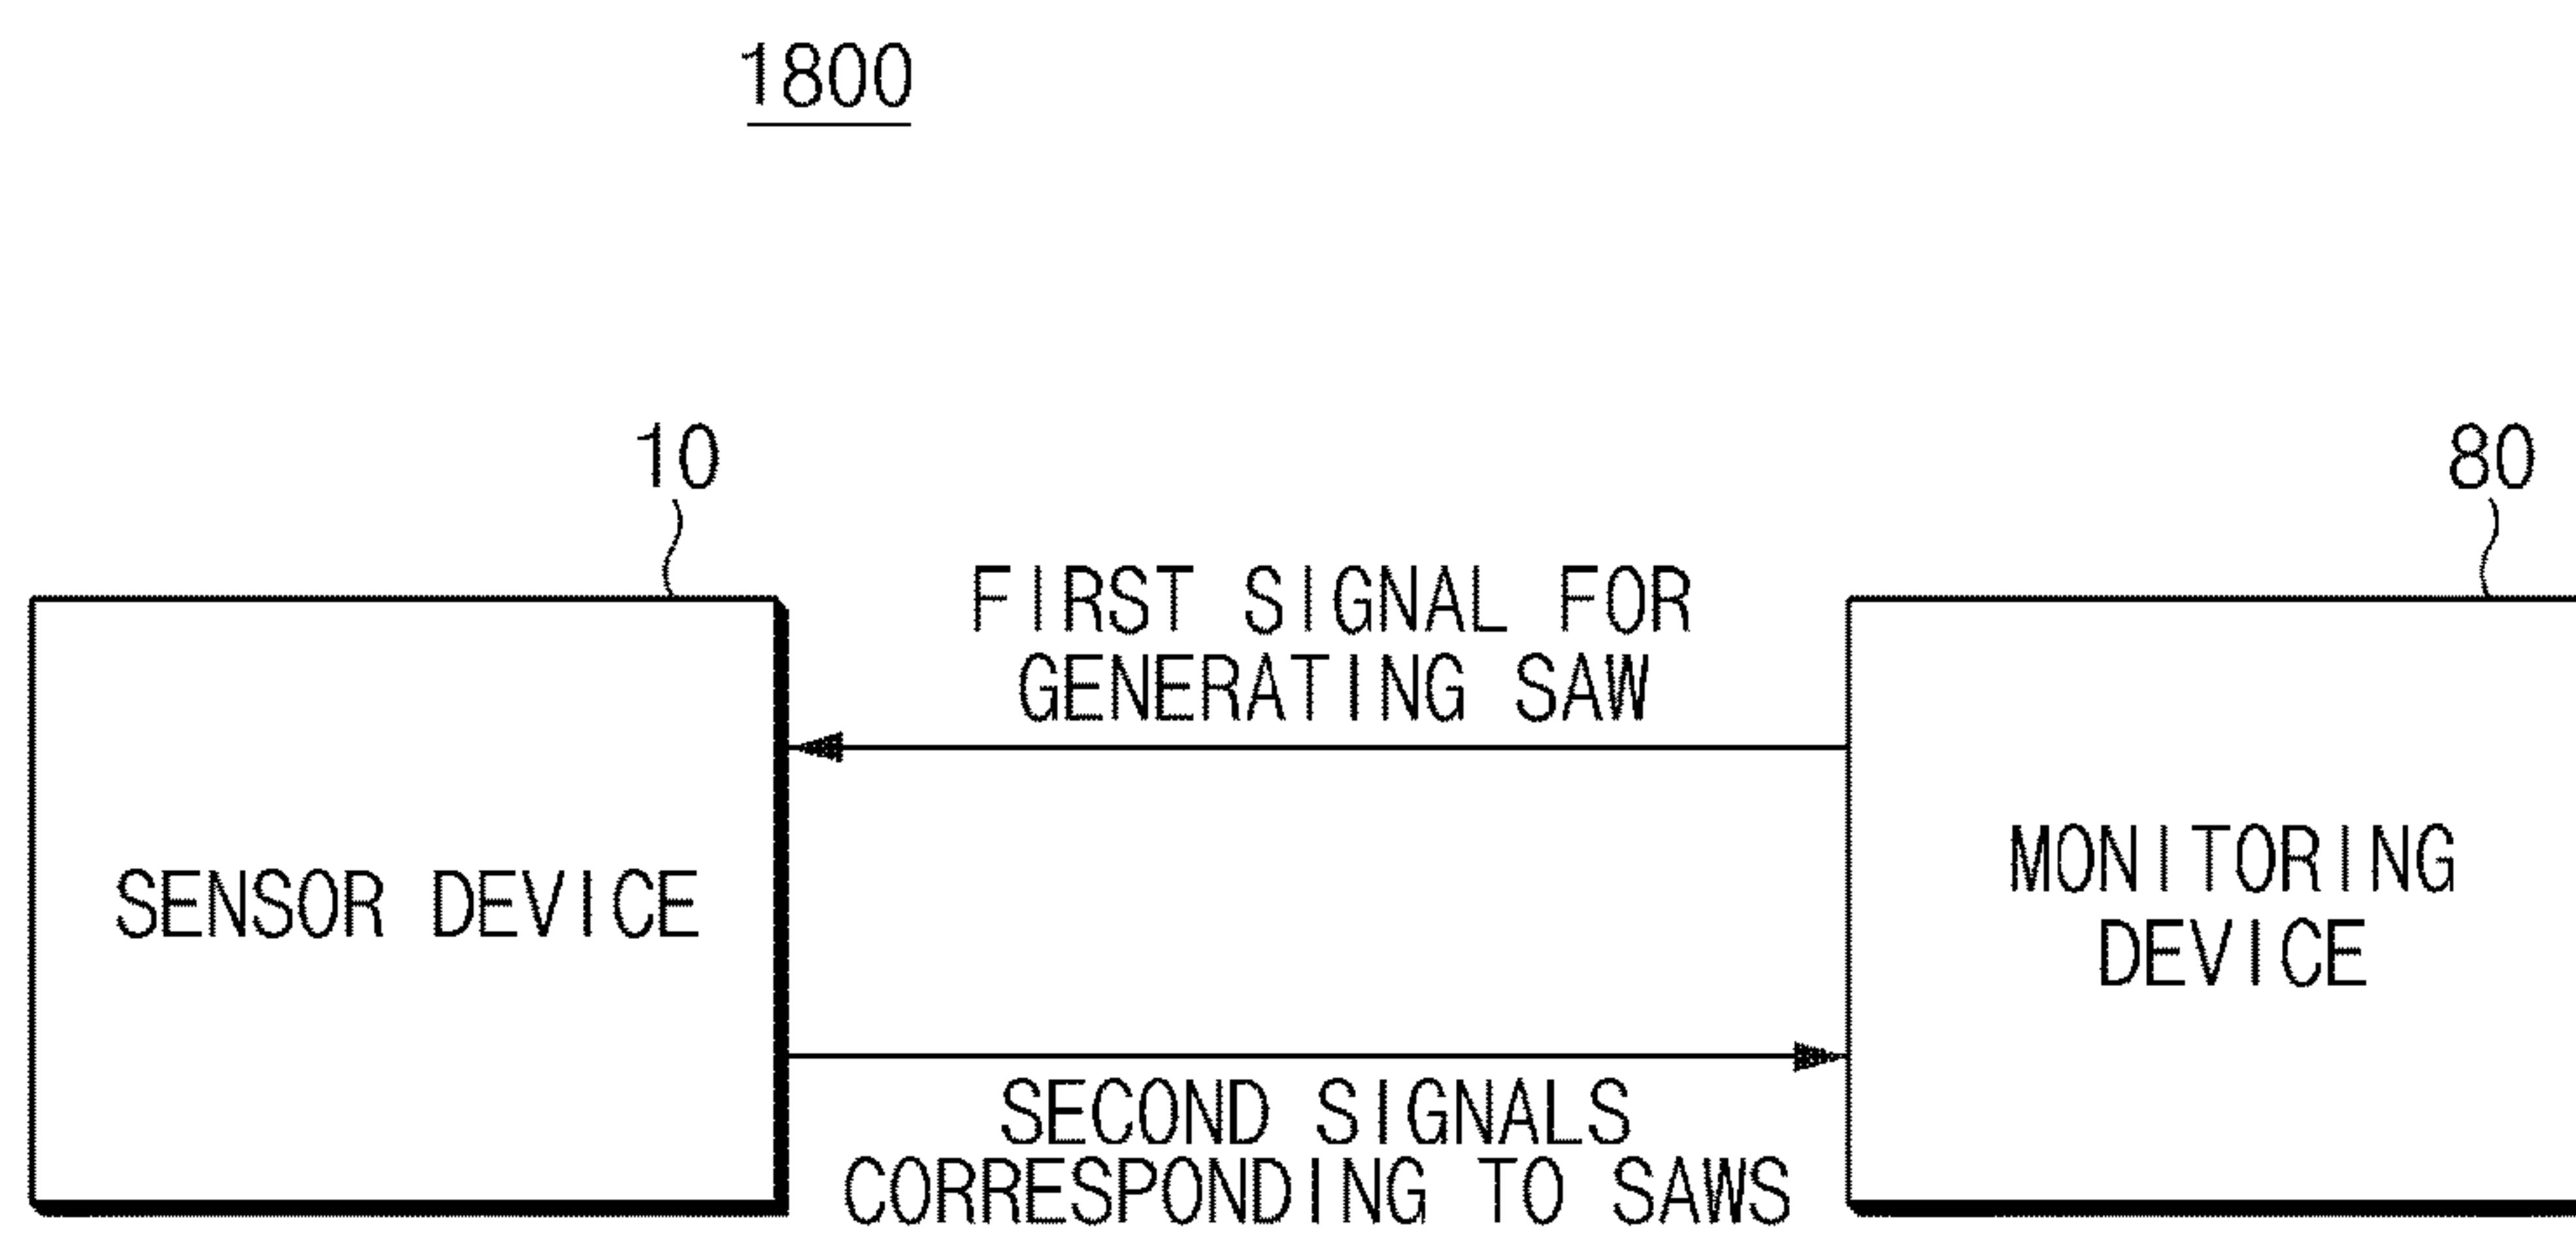 1800
10
80
FIRST SIGNAL FOR
GENERATING SAW
SENSOR DEVICE
MONITORING
DEVICE
SECOND SIGNALS
CORRESPONDING TO SAWS